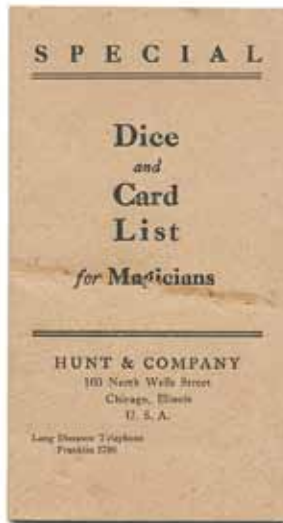 SPECIAL
Dice
and
Card
List
for Magicians
HUNT & COMPANY
North Wells Street
Chicago, Illinois
U. S. A.
Long Distance Telephone
Franklin